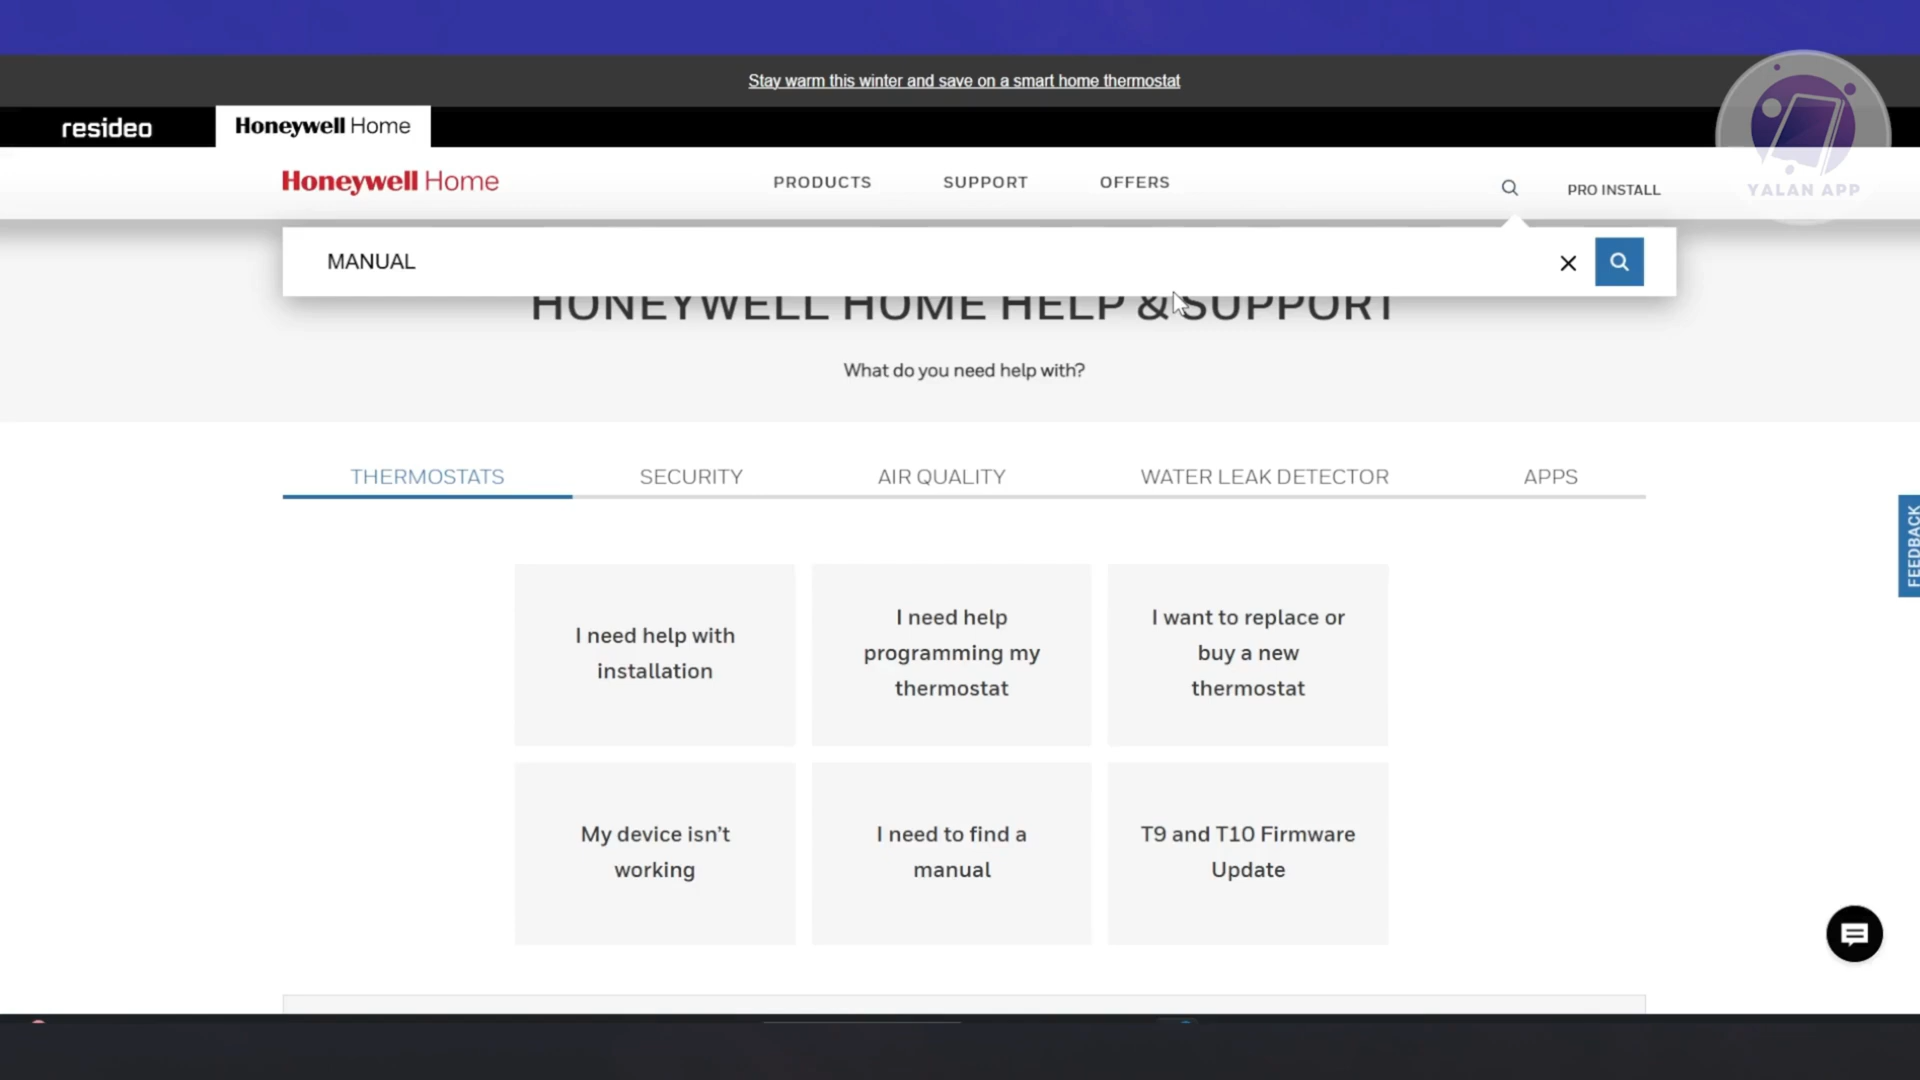 Stay warm this winter and save on a smart home thermostat
resideo
Honeywell Home
Honeywell Home
PRODUCTS
SUPPORT
OFFERS
PRO INSTALL
YALAN APP
MANUAL
HONEYWELL HOME HELP & SUPPORT
What do you need help with?
THERMOSTATS
SECURITY
AIR QUALITY
WATER LEAK DETECTOR
APPS
FEEDBACK
I need help with
installation
I need help
programming my
thermostat
I want to replace or
buy a new
thermostat
My device isn't
working
I need to find a
manual
T9 and T10 Firmware
Update